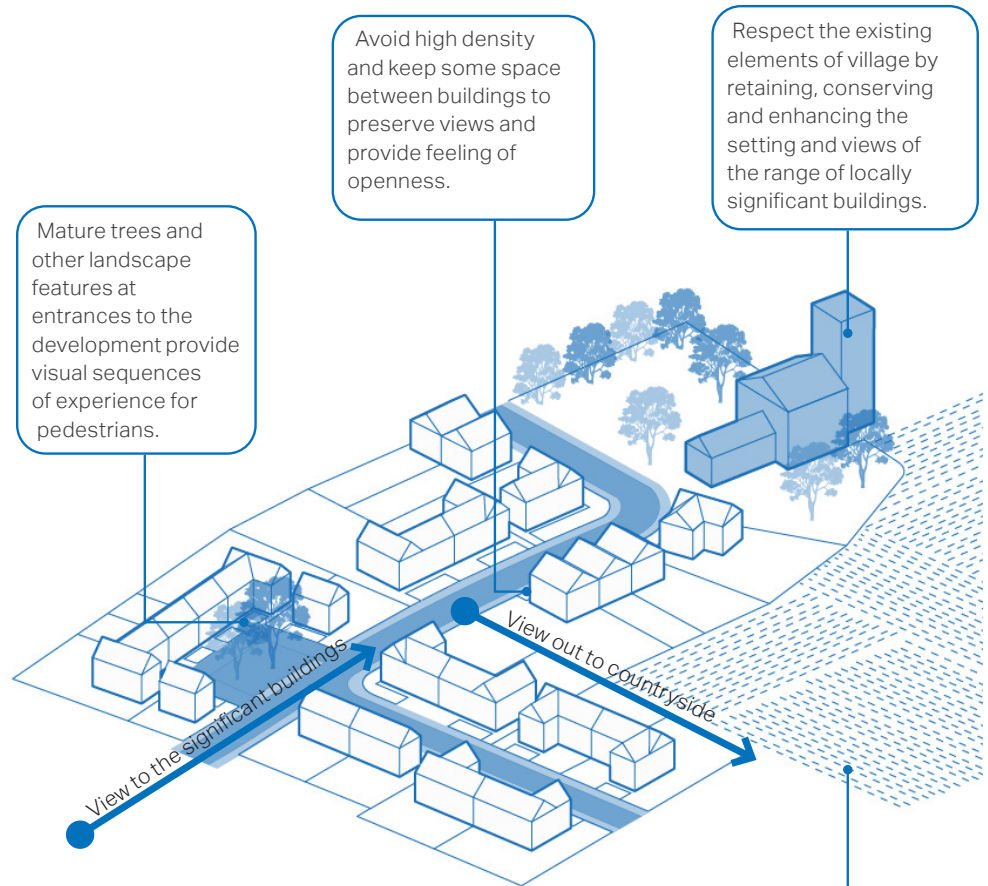 Avoid high density
and keep some space
between buildings to
preserve views and
provide feeling of
openness.
Respect the existing
elements of village by
retaining, conserving
and enhancing the
setting and views of
the range of locally
significant buildings.
Mature trees and
other landscape
features at
entrances to the
development provide
visual sequences
of experience for
pedestrians.
View to the significant buildings
View out to countryside